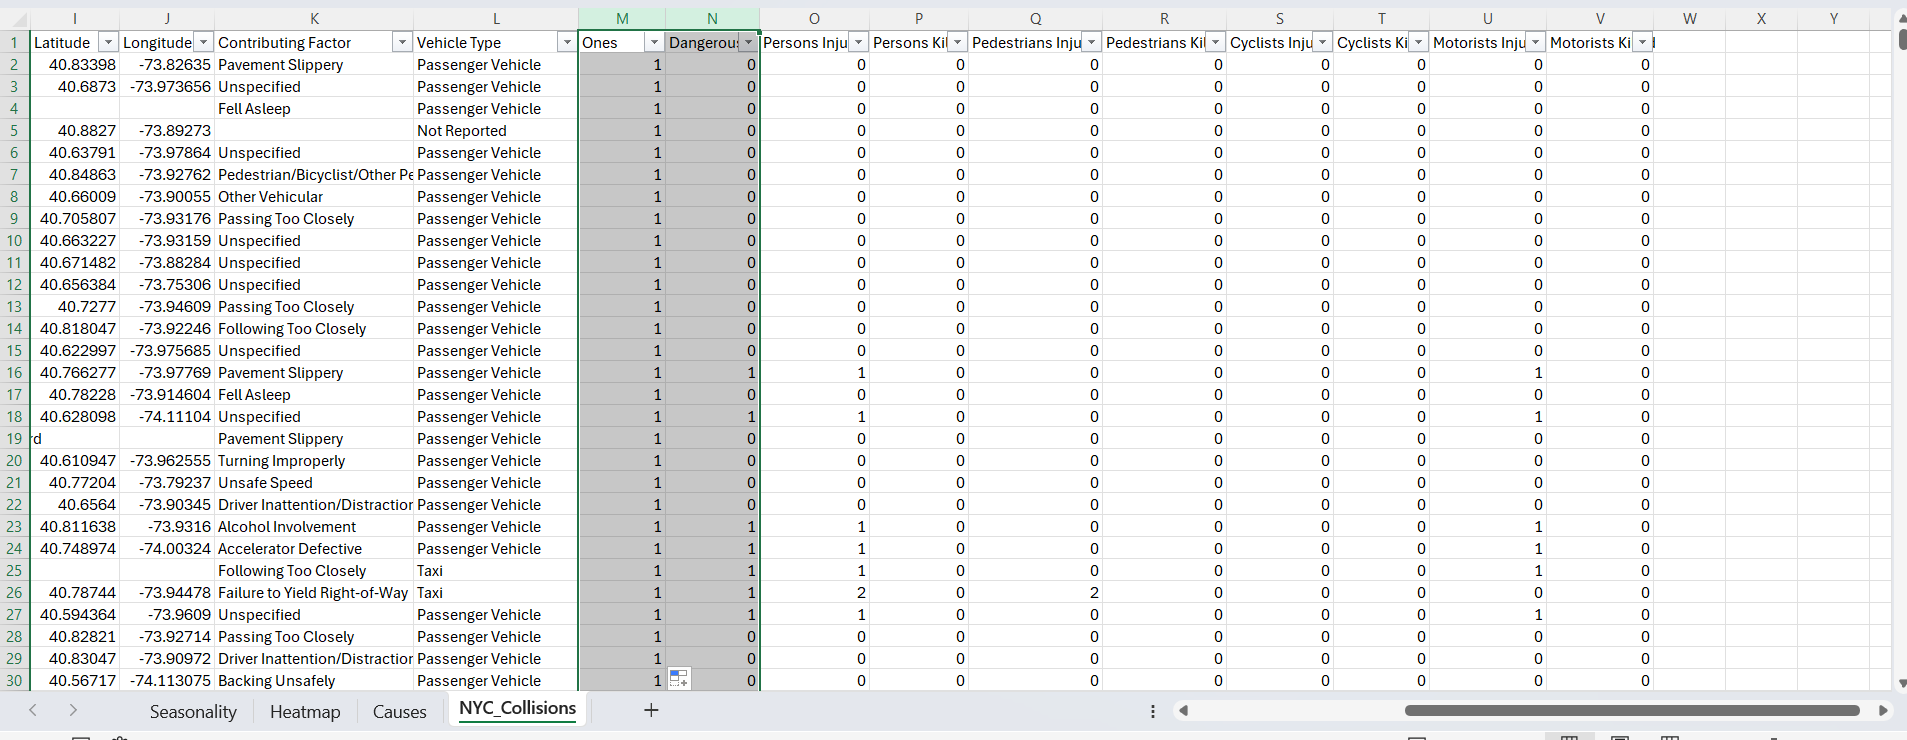 I J K L M N O P Q R S T U V W X Y
1 Latitude Longitude Contributing Factor Vehicle Type Ones Dangerou Persons Inju Persons Kil Pedestrians Inju Pedestrians Kil Cyclists Inju Cyclists Ki Motorists Inju Motorists Ki
2 40.83398 -73.82635 Pavement Slippery Passenger Vehicle 1 0 0 0 0 0 0 0 0 0
3 40.6873 -73.973656 Unspecified Passenger Vehicle 1 0 0 0 0 0 0 0 0 0
4 Fell Asleep Passenger Vehicle 1 0 0 0 0 0 0 0 0 0
5 40.8827 -73.89273 Not Reported 1 0 0 0 0 0 0 0 0 0
6 40.63791 -73.97864 Unspecified Passenger Vehicle 1 0 0 0 0 0 0 0 0 0
7 40.84863 -73.92762 Pedestrian/Bicyclist/Other Pe Passenger Vehicle 1 0 0 0 0 0 0 0 0 0
8 40.66009 -73.90055 Other Vehicular Passenger Vehicle 1 0 0 0 0 0 0 0 0 0
9 40.705807 -73.93176 Passing Too Closely Passenger Vehicle 1 0 0 0 0 0 0 0 0 0
10 40.663227 -73.93159 Unspecified Passenger Vehicle 1 0 0 0 0 0 0 0 0 0
11 40.671482 -73.88284 Unspecified Passenger Vehicle 1 0 0 0 0 0 0 0 0 0
12 40.656384 -73.75306 Unspecified Passenger Vehicle 1 0 0 0 0 0 0 0 0 0
13 40.7277 -73.94609 Passing Too Closely Passenger Vehicle 1 0 0 0 0 0 0 0 0 0
14 40.818047 -73.92246 Following Too Closely Passenger Vehicle 1 0 0 0 0 0 0 0 0 0
15 40.622997 -73.975685 Unspecified Passenger Vehicle 1 0 0 0 0 0 0 0 0 0
16 40.766277 -73.97769 Pavement Slippery Passenger Vehicle 1 1 1 0 0 0 0 0 1 0
17 40.78228 -73.914604 Fell Asleep Passenger Vehicle 1 0 0 0 0 0 0 0 0 0
18 40.628098 -74.11104 Unspecified Passenger Vehicle 1 1 1 0 0 0 0 0 1 0
19 rd Pavement Slippery Passenger Vehicle 1 0 0 0 0 0 0 0 0 0
20 40.610947 -73.962555 Turning Improperly Passenger Vehicle 1 0 0 0 0 0 0 0 0 0
21 40.77204 -73.79237 Unsafe Speed Passenger Vehicle 1 0 0 0 0 0 0 0 0 0
22 40.6564 -73.90345 Driver Inattention/Distraction Passenger Vehicle 1 0 0 0 0 0 0 0 0 0
23 40.811638 -73.9316 Alcohol Involvement Passenger Vehicle 1 1 1 0 0 0 0 0 1 0
24 40.748974 -74.00324 Accelerator Defective Passenger Vehicle 1 1 1 0 0 0 0 0 1 0
25 Following Too Closely Taxi 1 1 1 0 0 0 0 0 1 0
26 40.78744 -73.94478 Failure to Yield Right-of-Way Taxi 1 1 2 0 2 0 0 0 0 0
27 40.594364 -73.9609 Unspecified Passenger Vehicle 1 1 1 0 0 0 0 0 1 0
28 40.82821 -73.92714 Passing Too Closely Passenger Vehicle 1 0 0 0 0 0 0 0 0 0
29 40.83047 -73.90972 Driver Inattention/Distraction Passenger Vehicle 1 0 0 0 0 0 0 0 0 0
30 40.56717 -74.113075 Backing Unsafely Passenger Vehicle 1 0 0 0 0 0 0 0 0 0
Seasonality Heatmap Causes NYC_Collisions